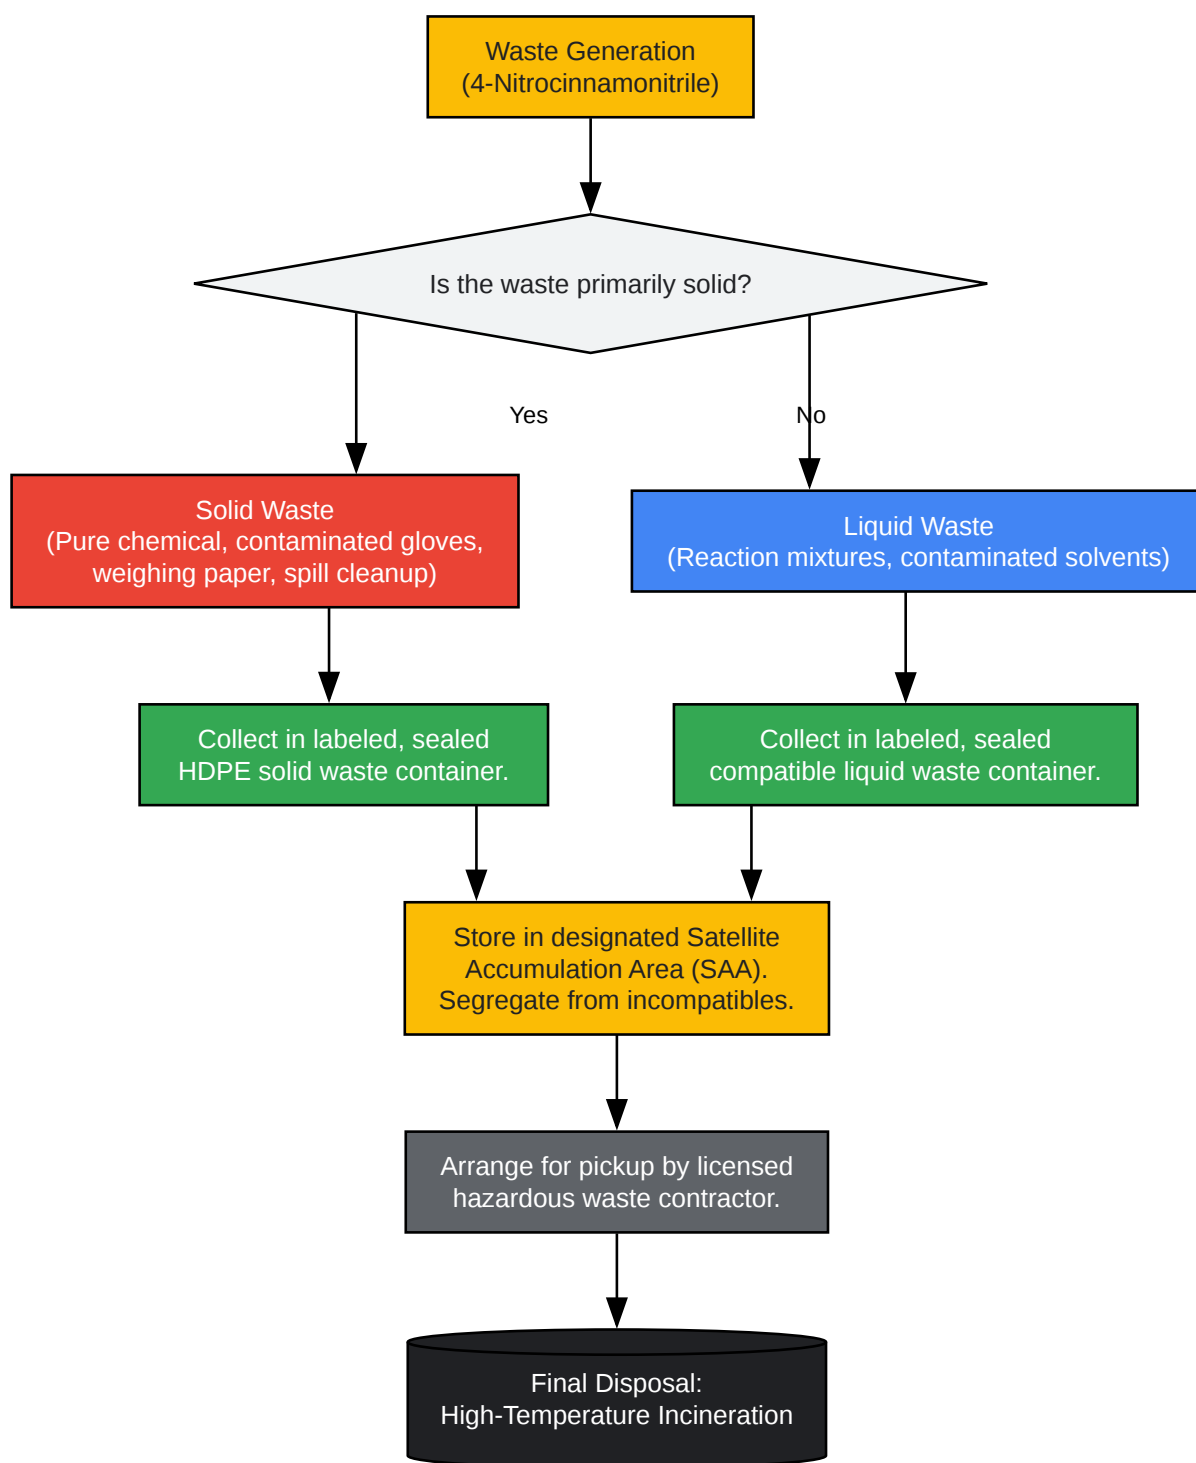 Waste Generation
(4-Nitrocinnamonitrile)
Is the waste primarily solid?
Yes
No
Solid Waste
(Pure chemical, contaminated gloves,
weighing paper, spill cleanup)
Liquid Waste
(Reaction mixtures, contaminated solvents)
Collect in labeled, sealed
HDPE solid waste container.
Collect in labeled, sealed
compatible liquid waste container.
Store in designated Satellite
Accumulation Area (SAA).
Segregate from incompatibles.
Arrange for pickup by licensed
hazardous waste contractor.
Final Disposal:
High-Temperature Incineration